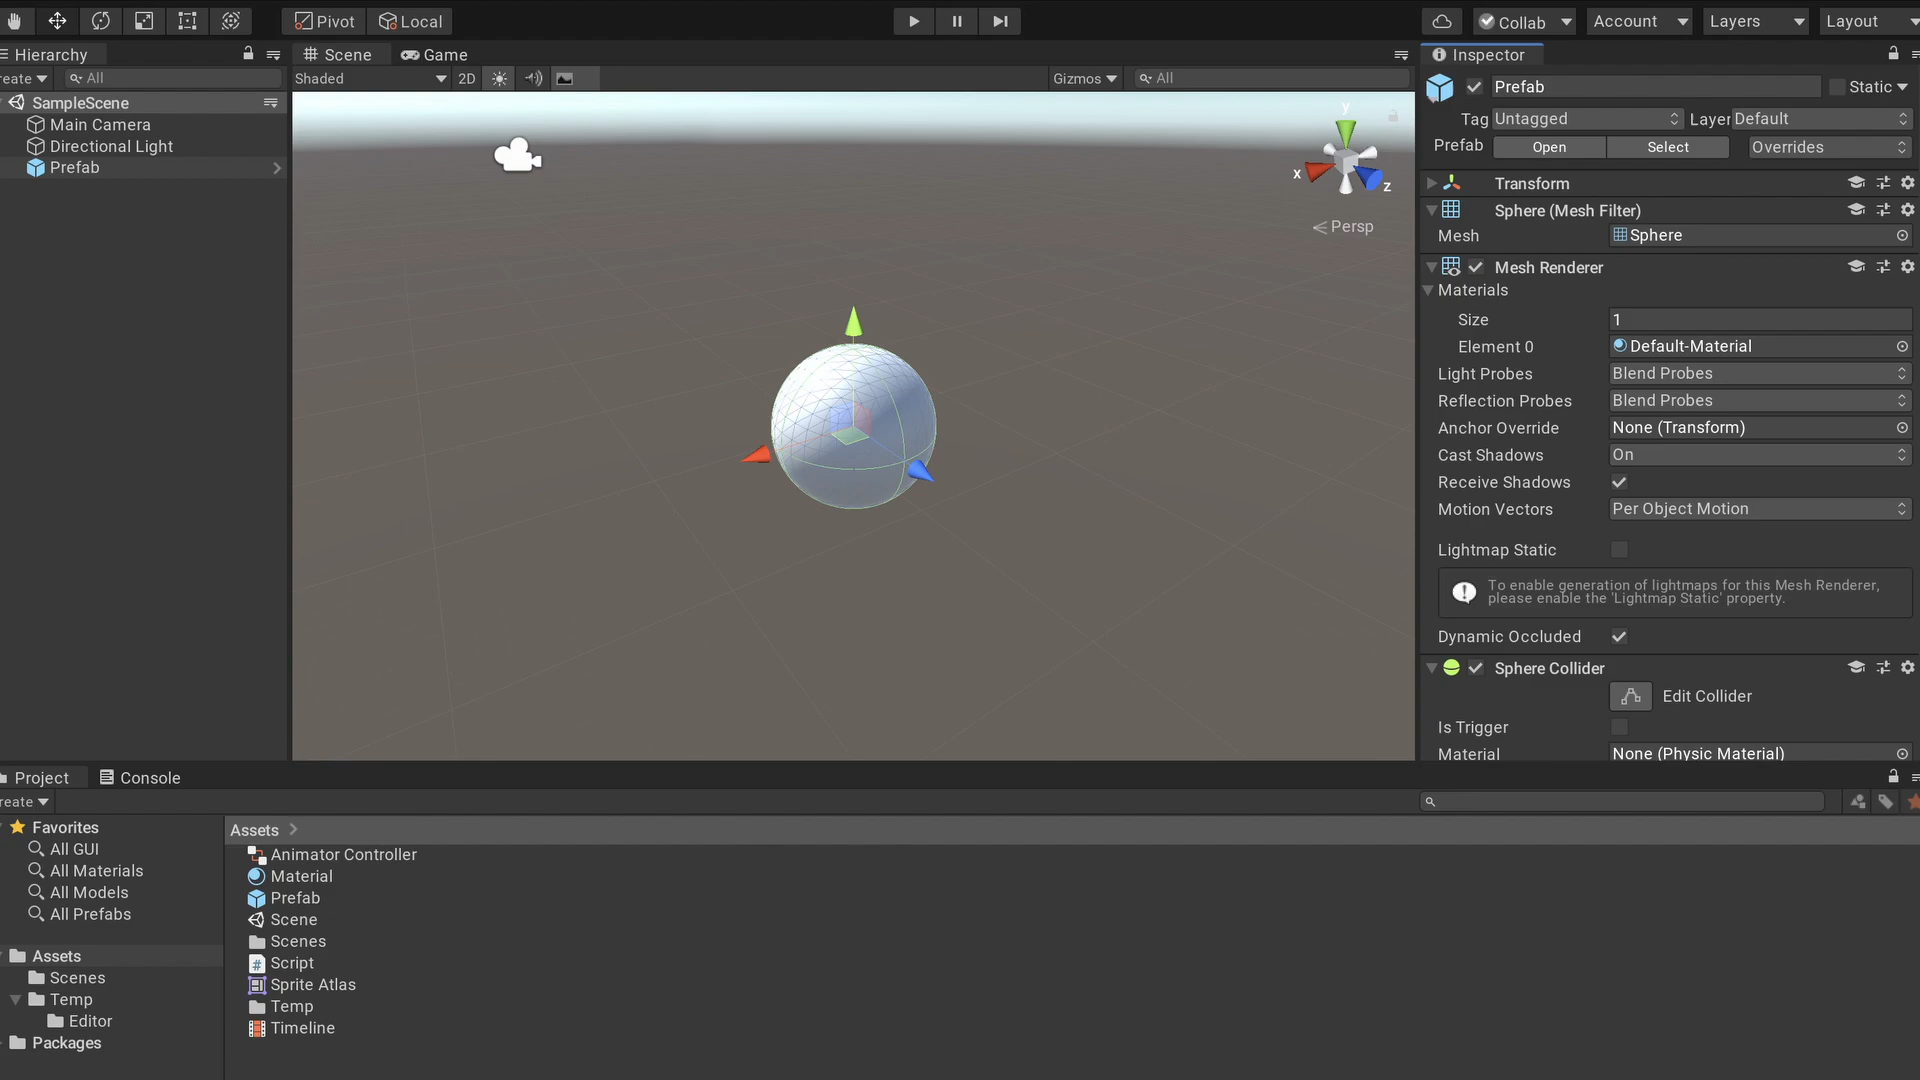 Pivot Local
Collab Account Layers Layout
Hierarchy
reate All
SampleScene
Main Camera
Directional Light
Prefab
Scene Game
Shaded 2D Gizmos All
y
x
z
Persp
Inspector
Prefab Static
Tag Untagged Layer Default
Prefab Open Select Overrides
Transform
Sphere (Mesh Filter)
Mesh Sphere
Mesh Renderer
Materials
Size 1
Element 0 Default-Material
Light Probes Blend Probes
Reflection Probes Blend Probes
Anchor Override None (Transform)
Cast Shadows On
Receive Shadows
Motion Vectors Per Object Motion
Lightmap Static
To enable generation of lightmaps for this Mesh Renderer,
please enable the 'Lightmap Static' property.
Dynamic Occluded
Sphere Collider
Edit Collider
Is Trigger
Material None (Physic Material)
Project Console
reate
Favorites
All GUI
All Materials
All Models
All Prefabs
Assets
Scenes
Temp
Editor
Packages
Assets
Animator Controller
Material
Prefab
Scene
Scenes
Script
Sprite Atlas
Temp
Timeline